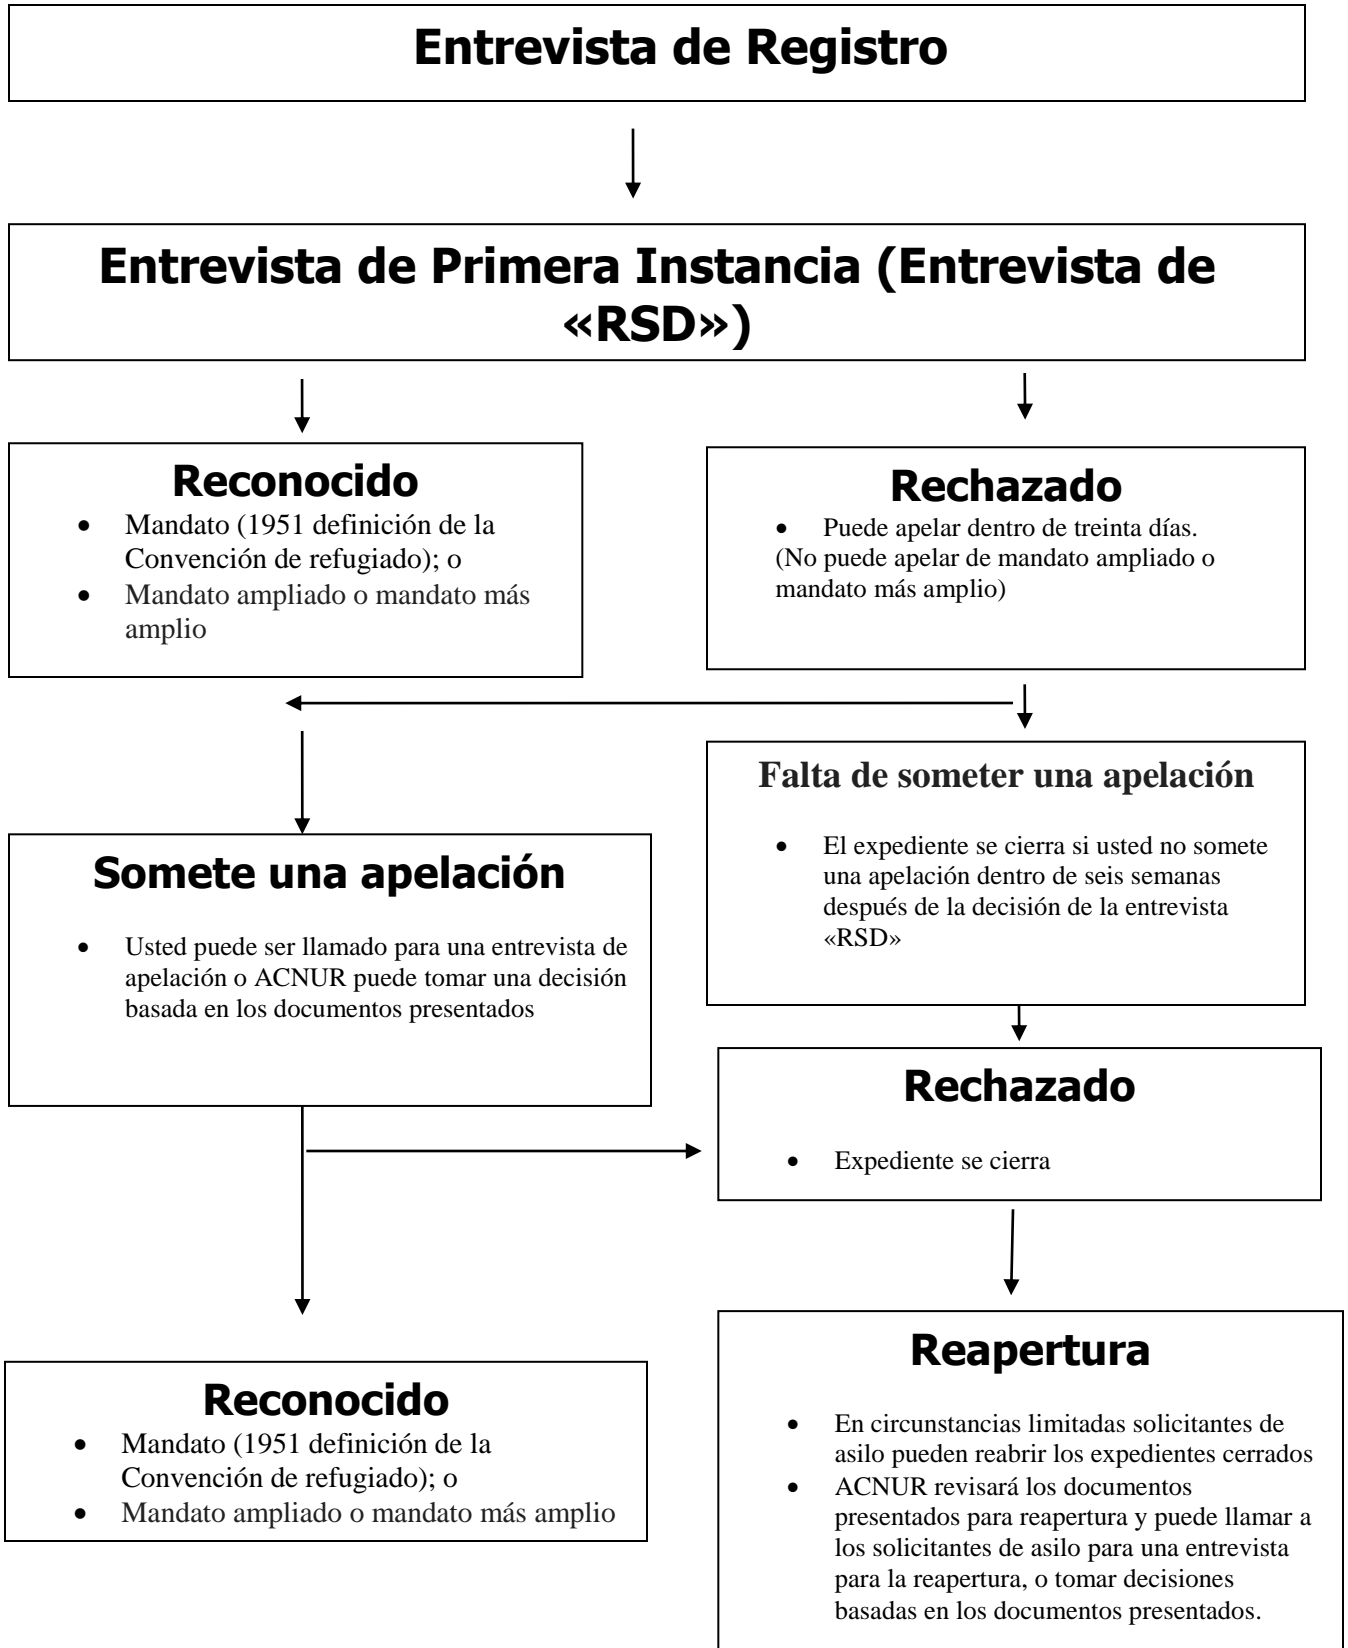 Entrevista de Registro
Entrevista de Primera Instancia (Entrevista de
«RSD»)
Reconocido
• Mandato (1951 definición de la
Convención de refugiado); o
• Mandato ampliado o mandato más
amplio
Rechazado
• Puede apelar dentro de treinta días.
(No puede apelar de mandato ampliado o
mandato más amplio)
Falta de someter una apelación
• El expediente se cierra si usted no somete
una apelación dentro de seis semanas
después de la decisión de la entrevista
«RSD»
Somete una apelación
• Usted puede ser llamado para una entrevista de
apelación o ACNUR puede tomar una decisión
basada en los documentos presentados
Rechazado
• Expediente se cierra
Reconocido
• Mandato (1951 definición de la
Convención de refugiado); o
• Mandato ampliado o mandato más amplio
Reapertura
• En circunstancias limitadas solicitantes de
asilo pueden reabrir los expedientes cerrados
• ACNUR revisará los documentos
presentados para reapertura y puede llamar a
los solicitantes de asilo para una entrevista
para la reapertura, o tomar decisiones
basadas en los documentos presentados.